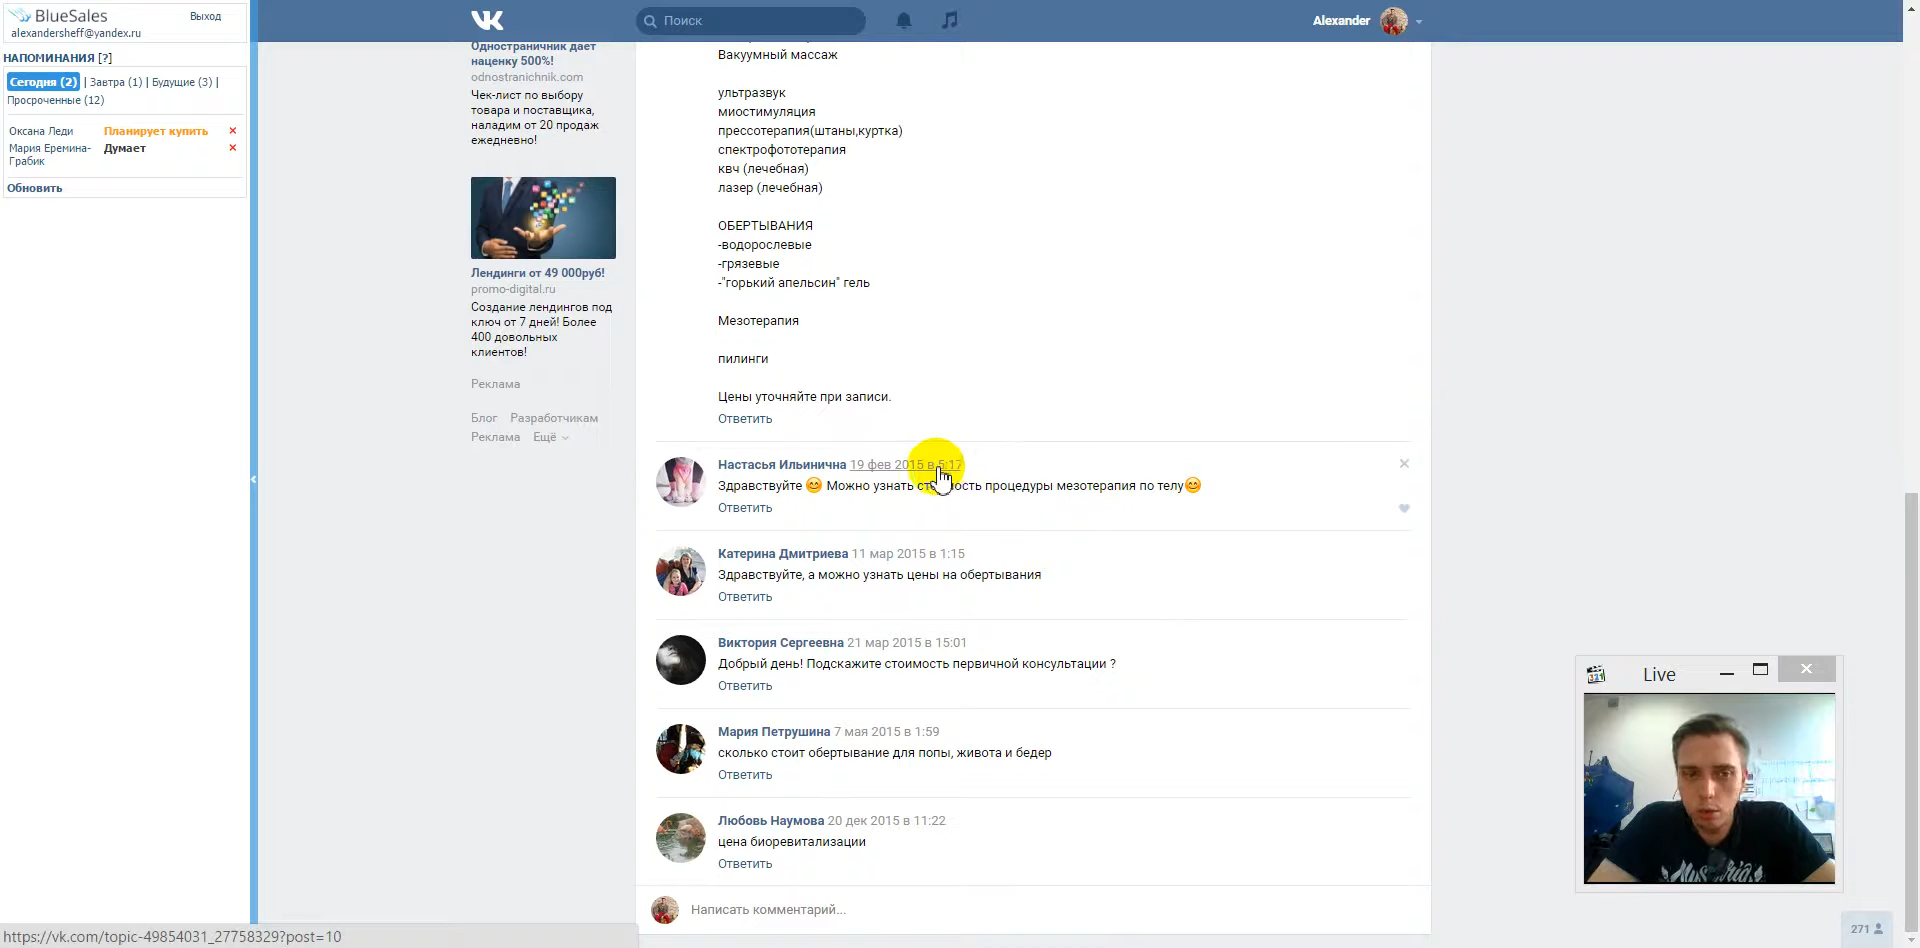 BlueSales
Выход
alexandersheff@yandex.ru
НАПОМИНАНИЯ [?]
Сегодня (2) | Завтра (1) | Будущие (3) |
Просроченные (12)
Оксана Леди Планирует купить
Мария Еремина-Грабик Думает
Обновить
Поиск
Alexander
Одностраничник дает
наценку 500%!
odnostranichnik.com
Чек-лист по выбору
товара и поставщика,
наладим от 20 продаж
ежедневно!
Лендинги от 49 000руб!
promo-digital.ru
Создание лендингов под
ключ от 7 дней! Более
400 довольных
клиентов!
Реклама
Блог Разработчикам
Реклама Ещё
Вакуумный массаж
ультразвук
миостимуляция
прессотерапия(штаны,куртка)
спектрофототерапия
квч (лечебная)
лазер (лечебная)
ОБЕРТЫВАНИЯ
-водорослевые
-грязевые
-"горький апельсин" гель
Мезотерапия
пилинги
Цены уточняйте при записи.
Ответить
Настасья Ильинична 19 фев 2015 в 5:17
Здравствуйте 😊 Можно узнать стоимость процедуры мезотерапия по телу😊
Ответить
Катерина Дмитриева 11 мар 2015 в 1:15
Здравствуйте, а можно узнать цены на обертывания
Ответить
Виктория Сергеевна 21 мар 2015 в 15:01
Добрый день! Подскажите стоимость первичной консультации ?
Ответить
Мария Петрушина 7 мая 2015 в 1:59
сколько стоит обертывание для попы, живота и бедер
Ответить
Любовь Наумова 20 дек 2015 в 11:22
цена биоревитализации
Ответить
Написать комментарий...
Live
271
https://vk.com/topic-49854031_27758329?post=10